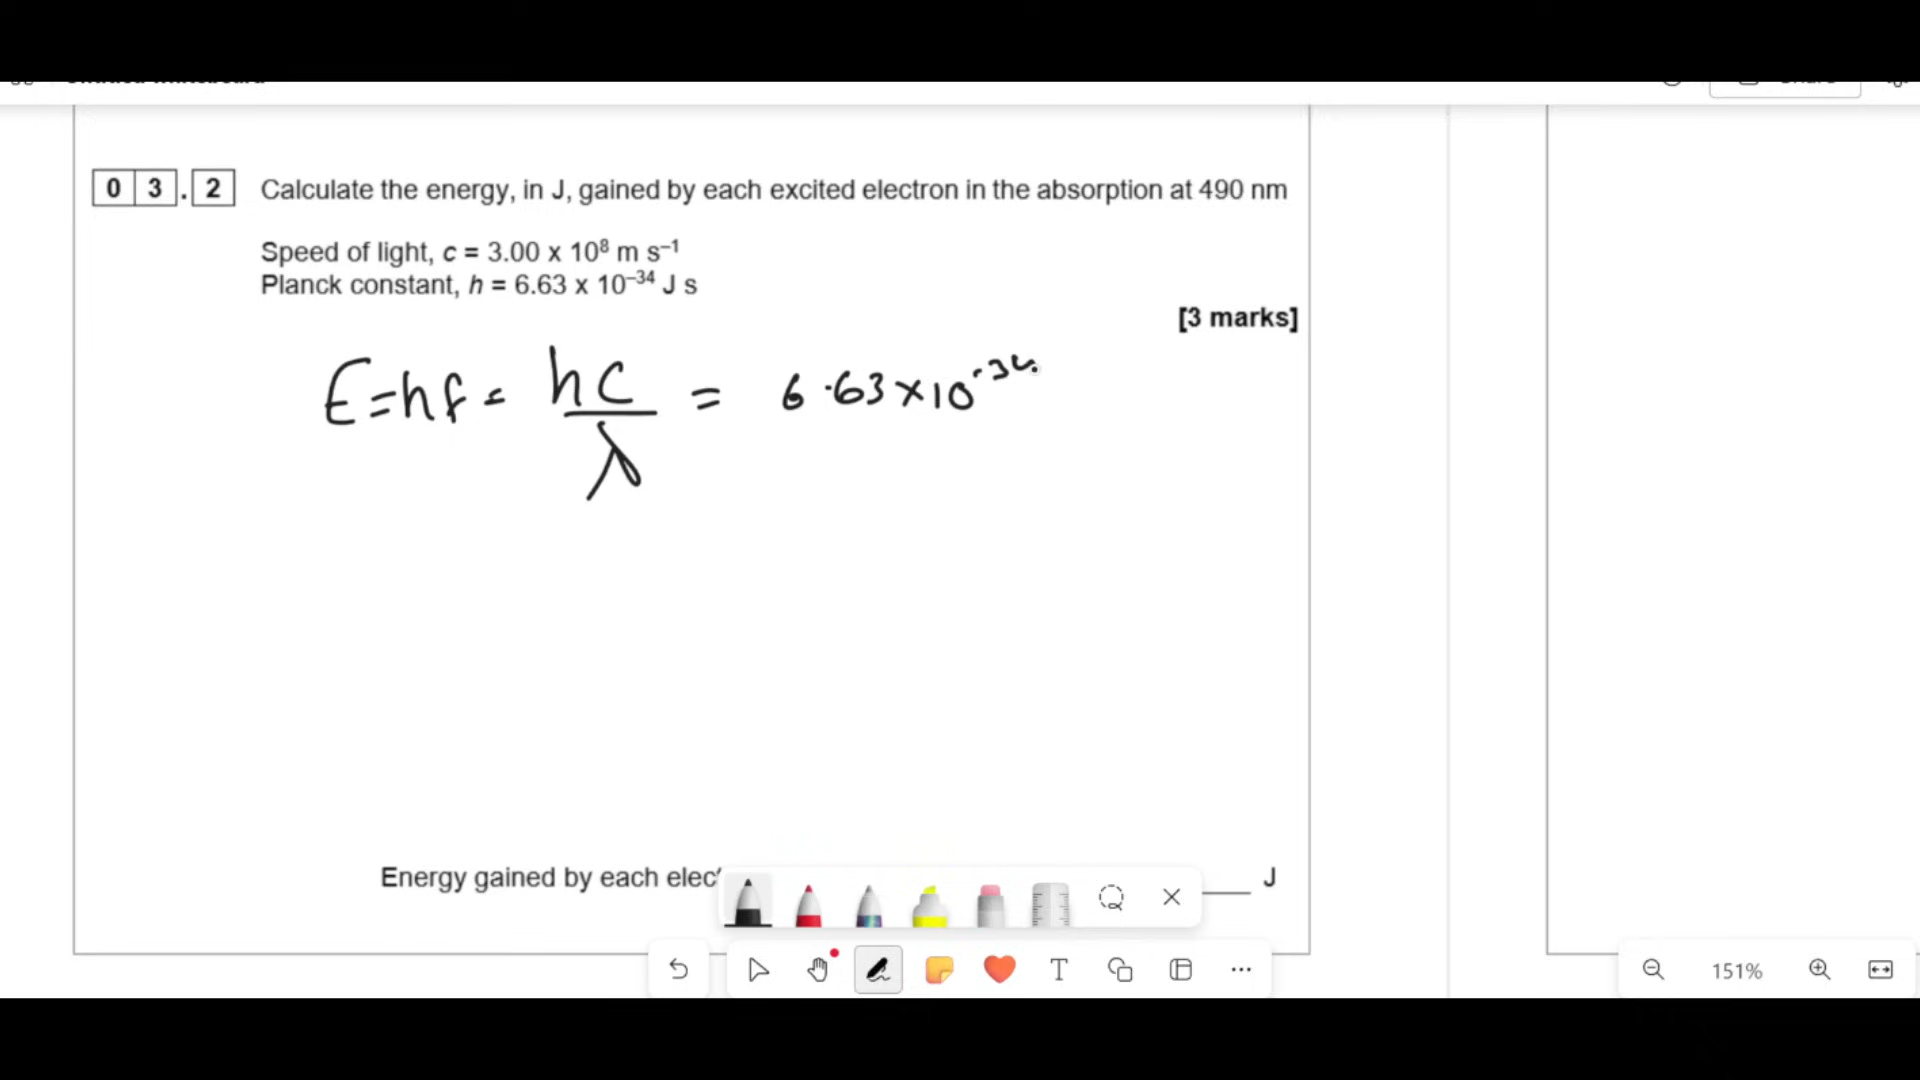 03.2 Calculate the energy, in J, gained by each excited electron in the absorption at 490 nm
Speed of light, c = 3.00 x 10⁸ m s⁻¹
Planck constant, h = 6.63 x 10⁻³⁴ J s
[3 marks]
E=hf = hc/λ = 6.63×10⁻³⁴
Energy gained by each elec
J
151%